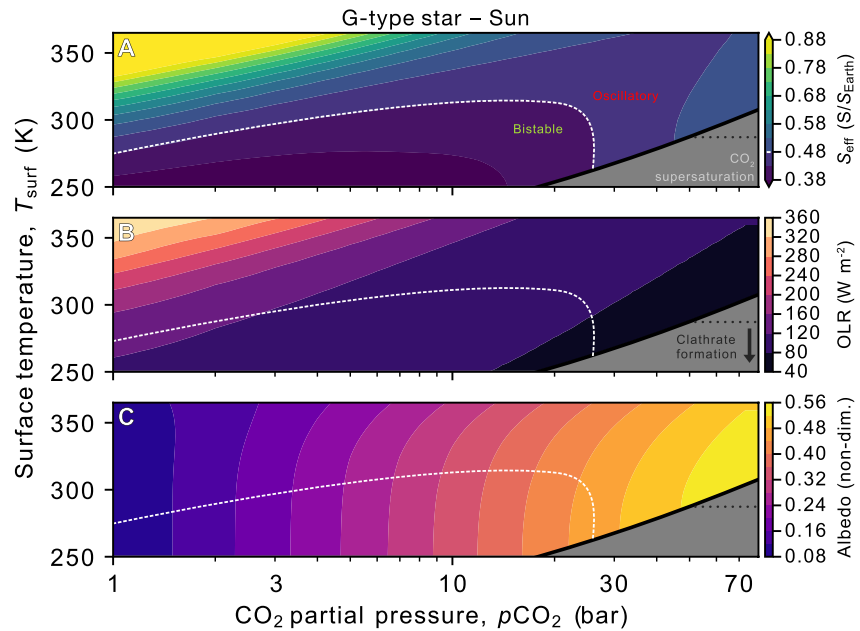 G-type star – Sun
A
Oscillatory
Bistable
CO₂
supersaturation
350
300
250
0.88
0.78
0.68
0.58
0.48
0.38
S_eff (S/S_Earth)
B
Clathrate
formation
350
300
250
360
320
280
240
200
160
120
80
40
OLR (W m⁻²)
C
350
300
250
0.56
0.48
0.40
0.32
0.24
0.16
0.08
Albedo (non-dim.)
Surface temperature, T_surf (K)
1
3
10
30
70
CO₂ partial pressure, pCO₂ (bar)